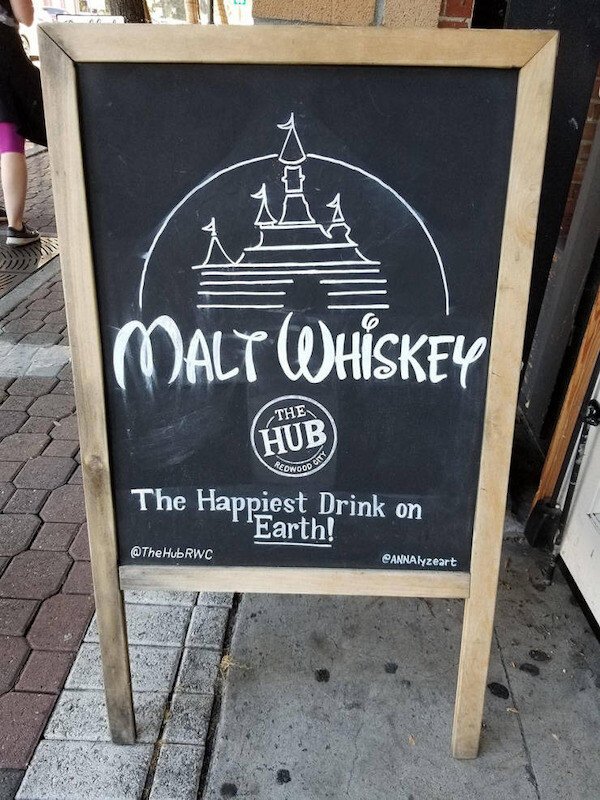 MALT WHISKEY
THE
HUB
REDWOOD CITY
The Happiest Drink on
Earth!
@TheHubRWC
@ANNAlyzeart